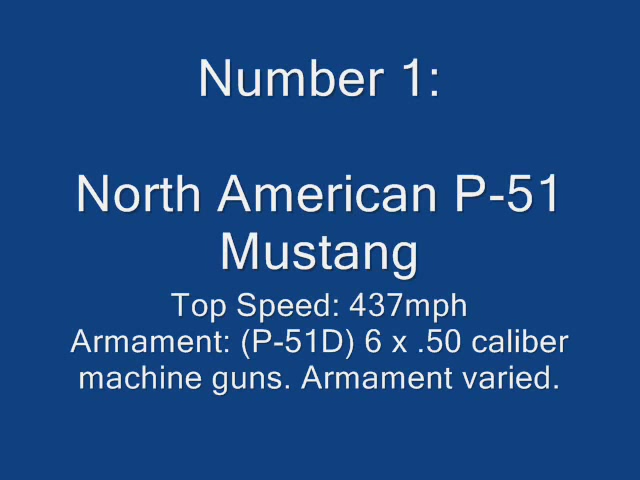 Number 1:
North American P-51
Mustang
Top Speed: 437mph
Armament: (P-51D) 6 x .50 caliber
machine guns. Armament varied.